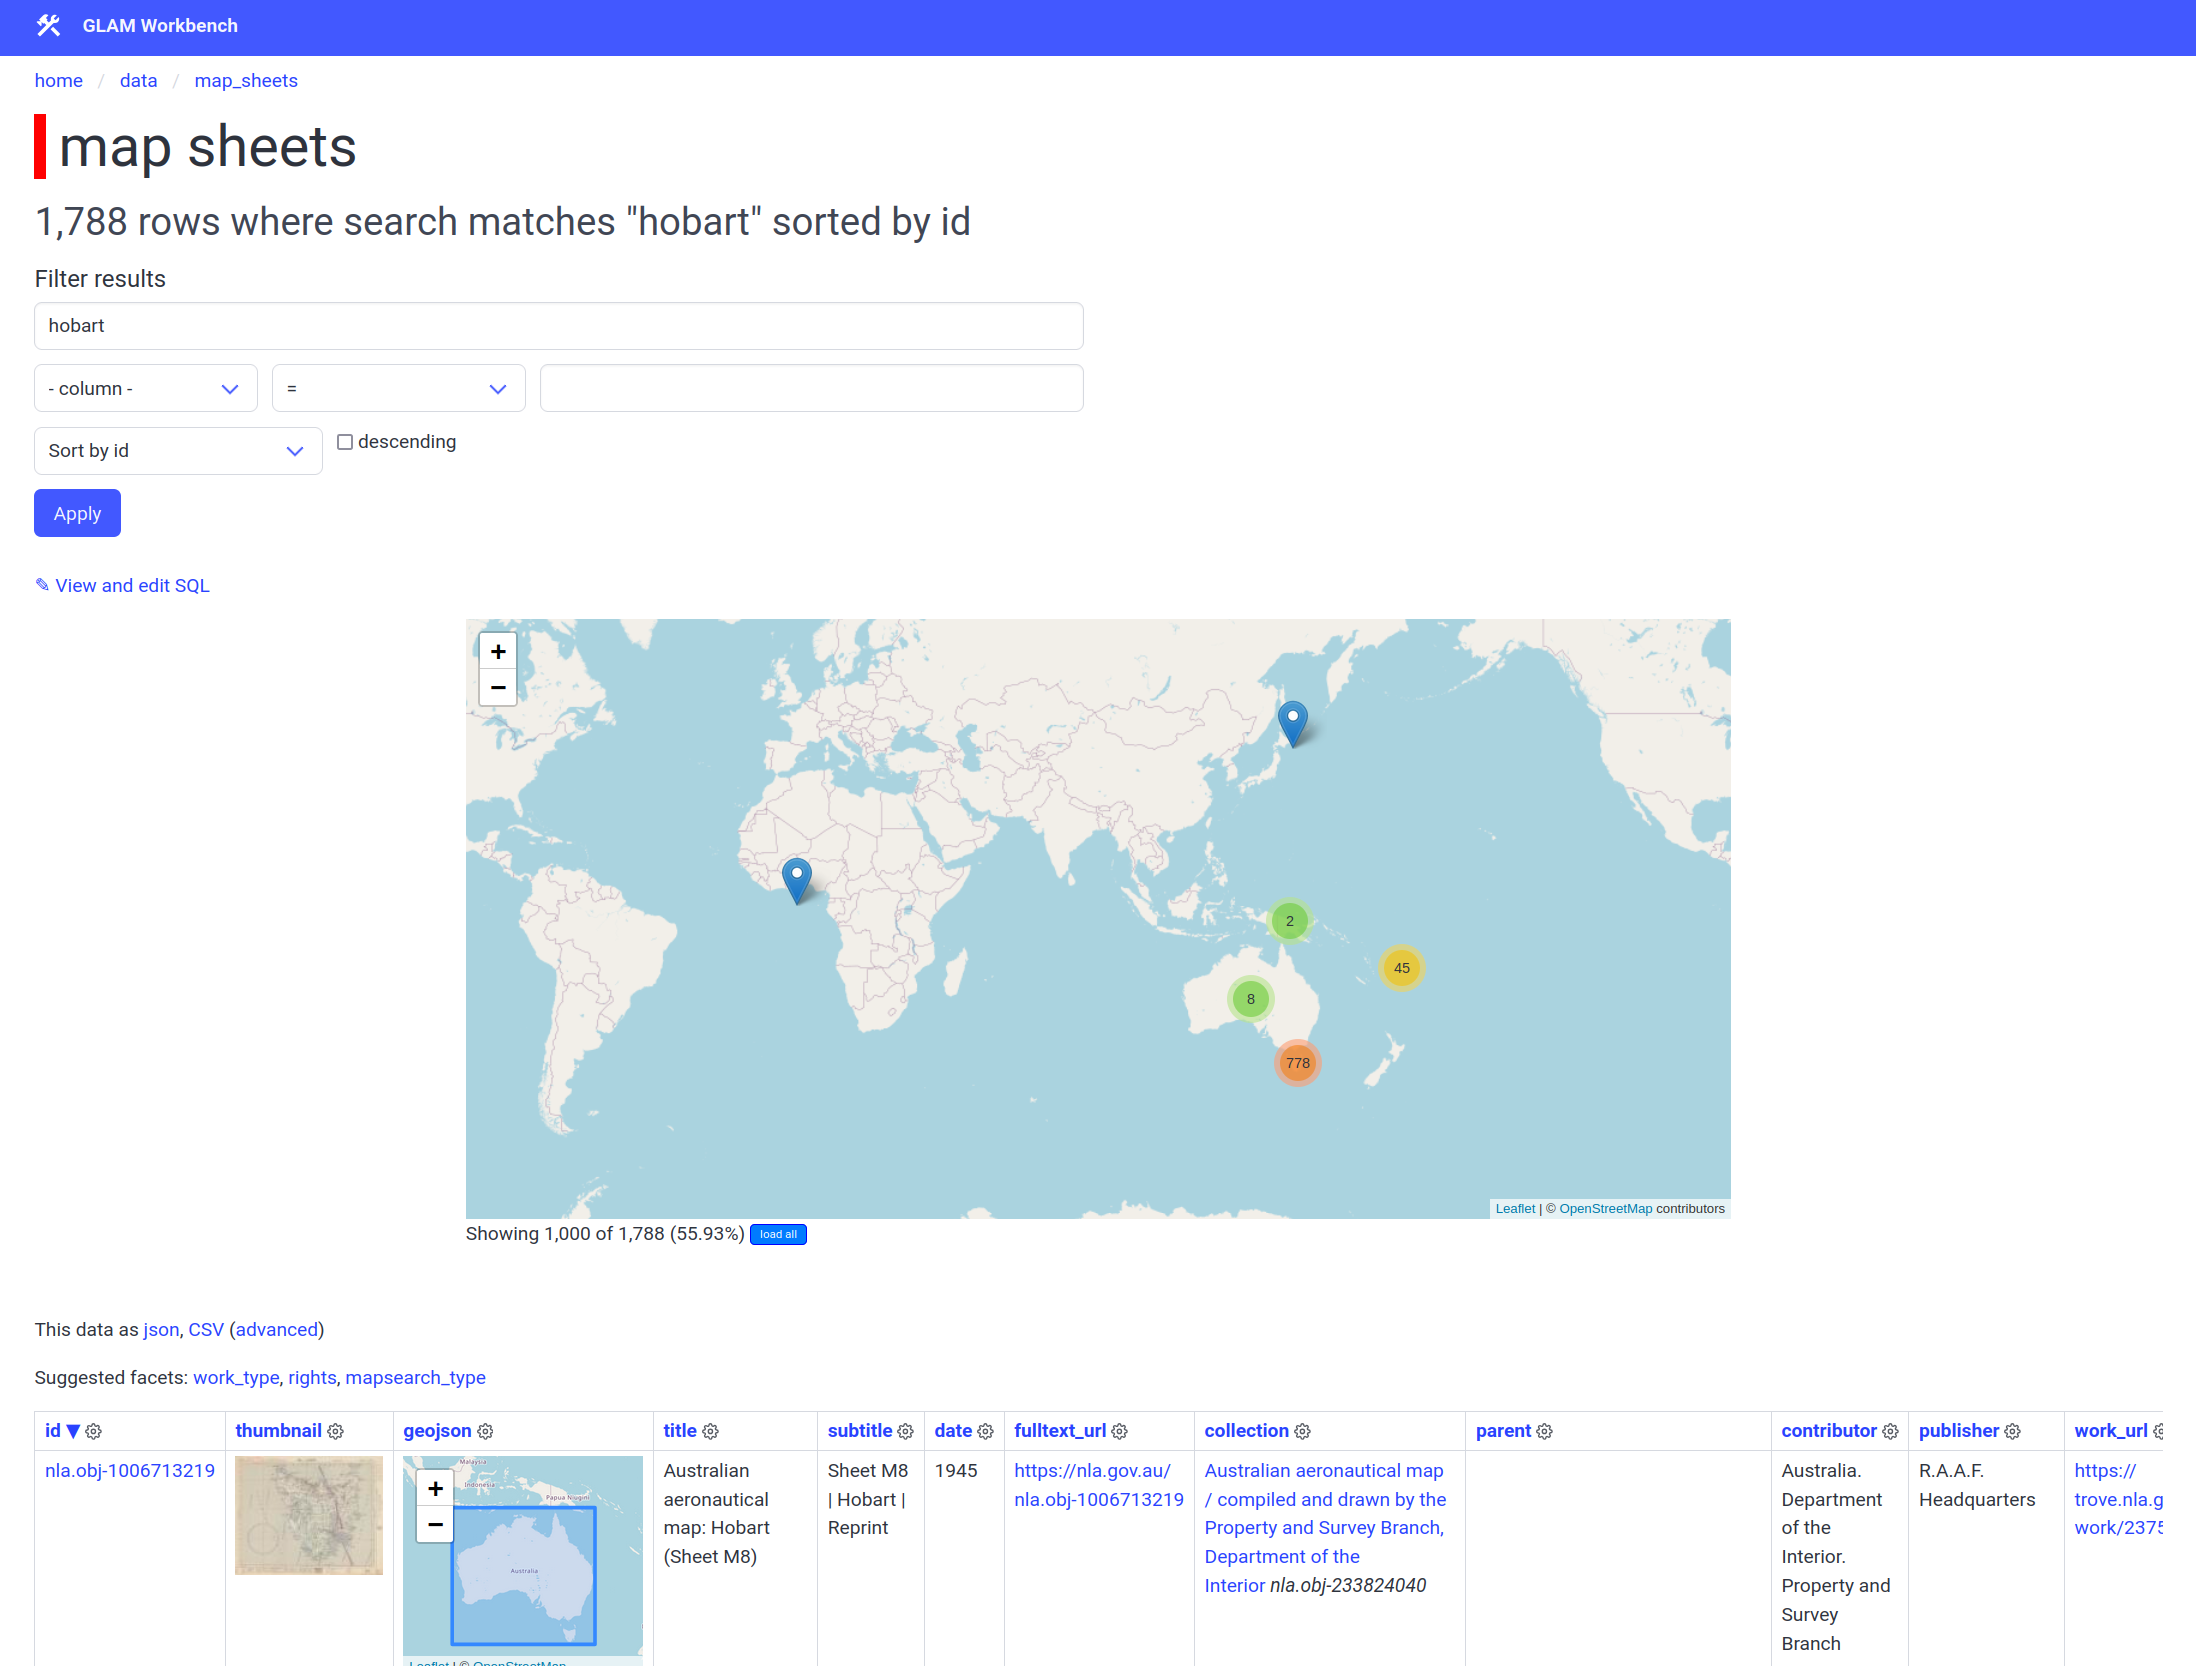 GLAM Workbench
home / data / map_sheets
map sheets
1,788 rows where search matches "hobart" sorted by id
Filter results
hobart
- column -
=
Sort by id
descending
Apply
✎ View and edit SQL
+
−
2
45
8
778
Leaflet | © OpenStreetMap contributors
Showing 1,000 of 1,788 (55.93%) load all
This data as json, CSV (advanced)
Suggested facets: work_type, rights, mapsearch_type
id ▼ thumbnail geojson title subtitle date fulltext_url collection parent contributor publisher work_url
nla.obj-1006713219
+
−
Malaysia
Indonesia
Papua Niugini
Australia
Leaflet | © OpenStreetMap
Australian
aeronautical
map: Hobart
(Sheet M8)
Sheet M8
| Hobart |
Reprint
1945
https://nla.gov.au/
nla.obj-1006713219
Australian aeronautical map
/ compiled and drawn by the
Property and Survey Branch,
Department of the
Interior nla.obj-233824040
Australia.
Department
of the
Interior.
Property and
Survey
Branch
R.A.A.F.
Headquarters
https://
trove.nla.g
work/2375